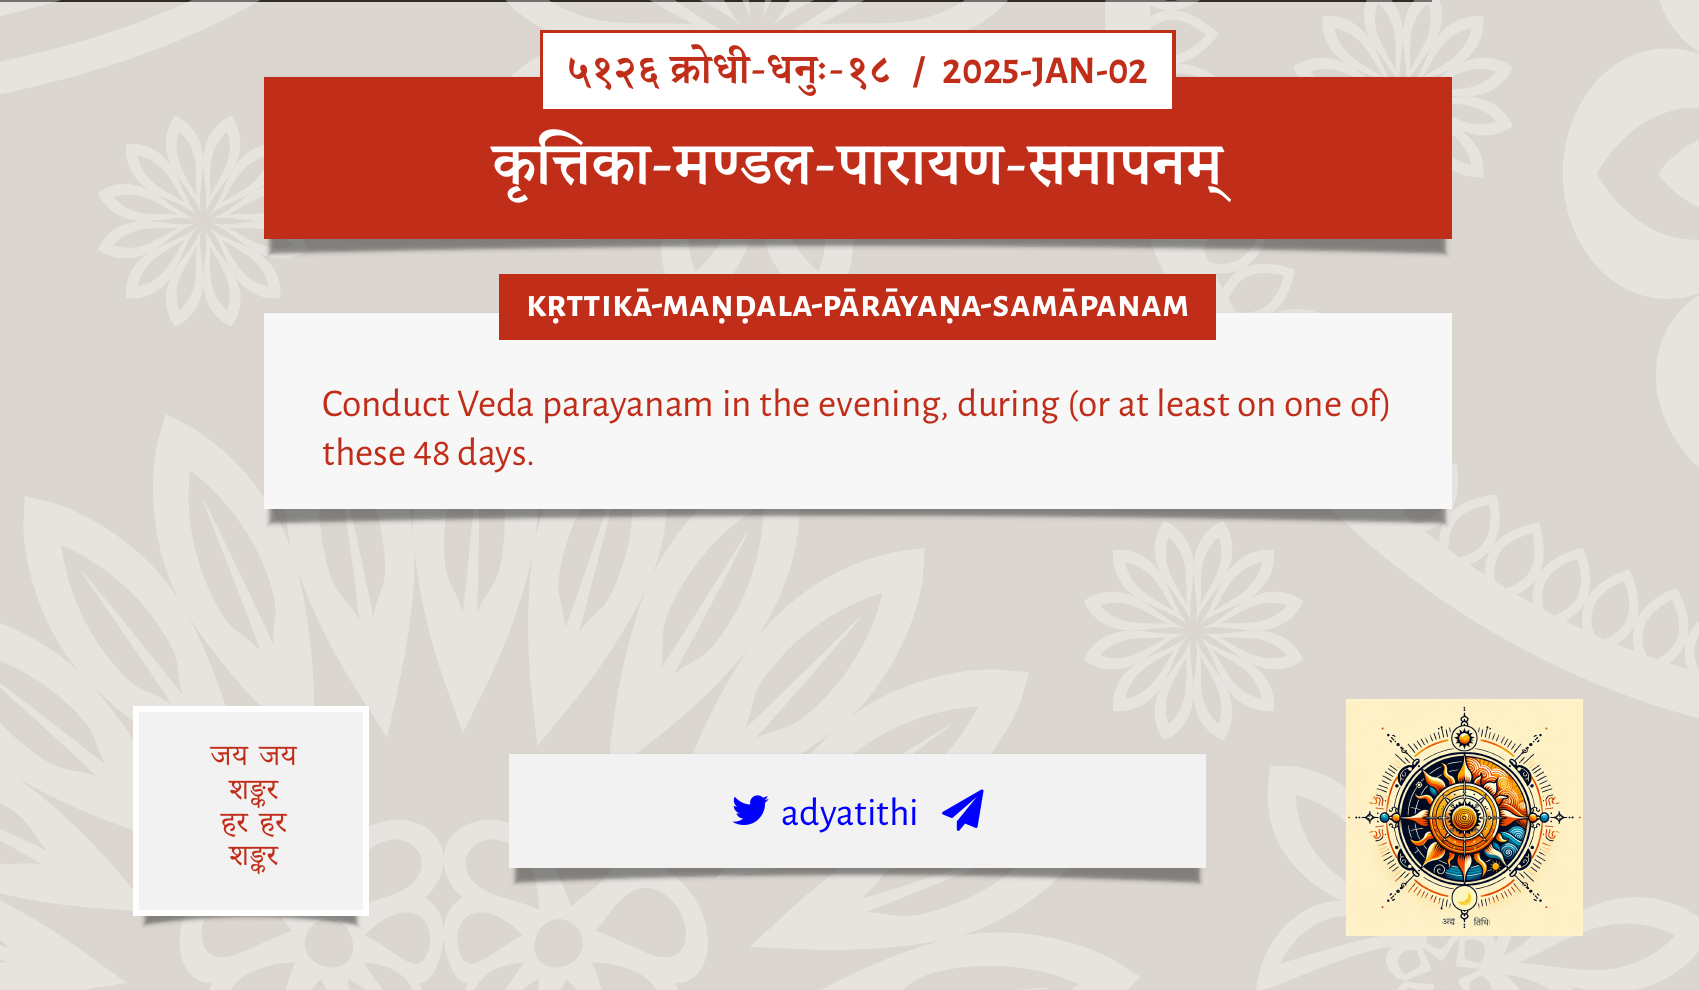 ५१२६ क्रोधी-धनुः-१८ / 2025-JAN-02
कृत्तिका-मण्डल-पारायण-समापनम्
KṚTTIKĀ-MAṆḌALA-PĀRĀYAṆA-SAMĀPANAM
Conduct Veda parayanam in the evening, during (or at least on one of)
these 48 days.
जय जय
शङ्कर
हर हर
शङ्कर
adyatithi
अद्य तिथिः